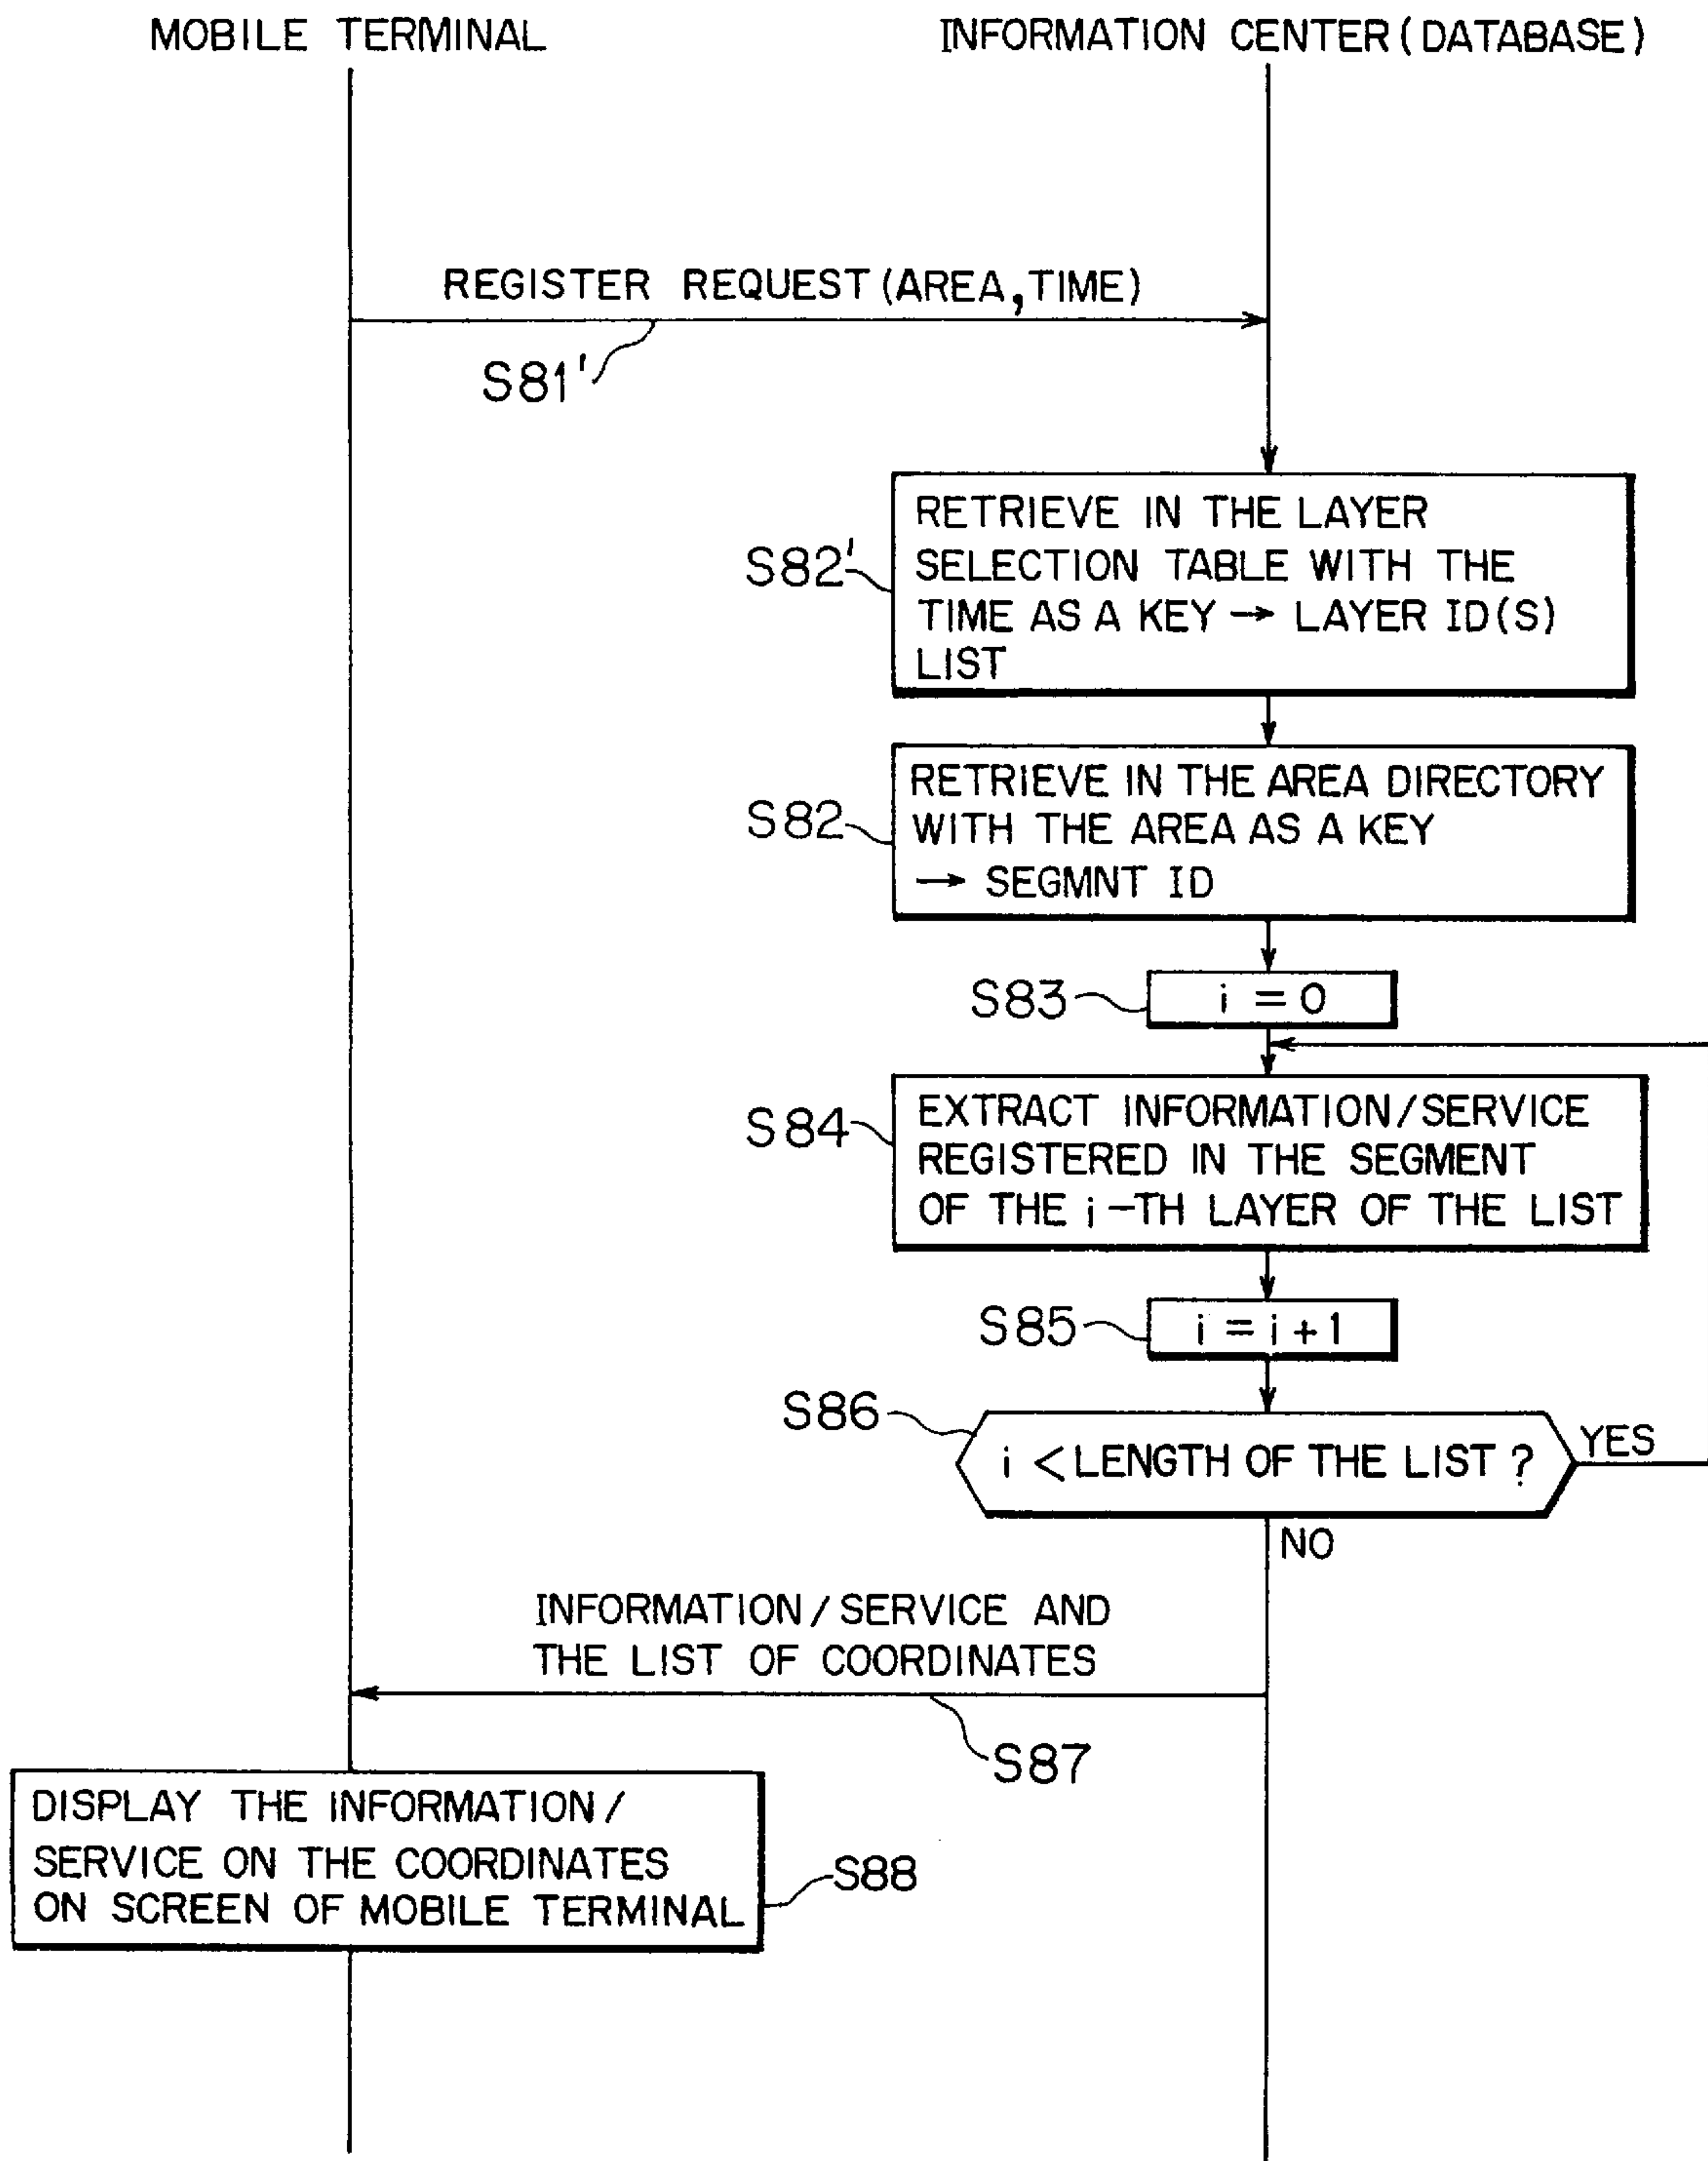 MOBILE TERMINAL
INFORMATION CENTER (DATABASE)
REGISTER REQUEST (AREA, TIME)
S81'
S82'
RETRIEVE IN THE LAYER
SELECTION TABLE WITH THE
TIME AS A KEY → LAYER ID(S)
LIST
S82
RETRIEVE IN THE AREA DIRECTORY
WITH THE AREA AS A KEY
→ SEGMNT ID
S83
i = 0
S84
EXTRACT INFORMATION/SERVICE
REGISTERED IN THE SEGMENT
OF THE i-TH LAYER OF THE LIST
S85
i = i + 1
S86
i < LENGTH OF THE LIST ?
YES
NO
INFORMATION/SERVICE AND
THE LIST OF COORDINATES
S87
DISPLAY THE INFORMATION/
SERVICE ON THE COORDINATES
ON SCREEN OF MOBILE TERMINAL
S88